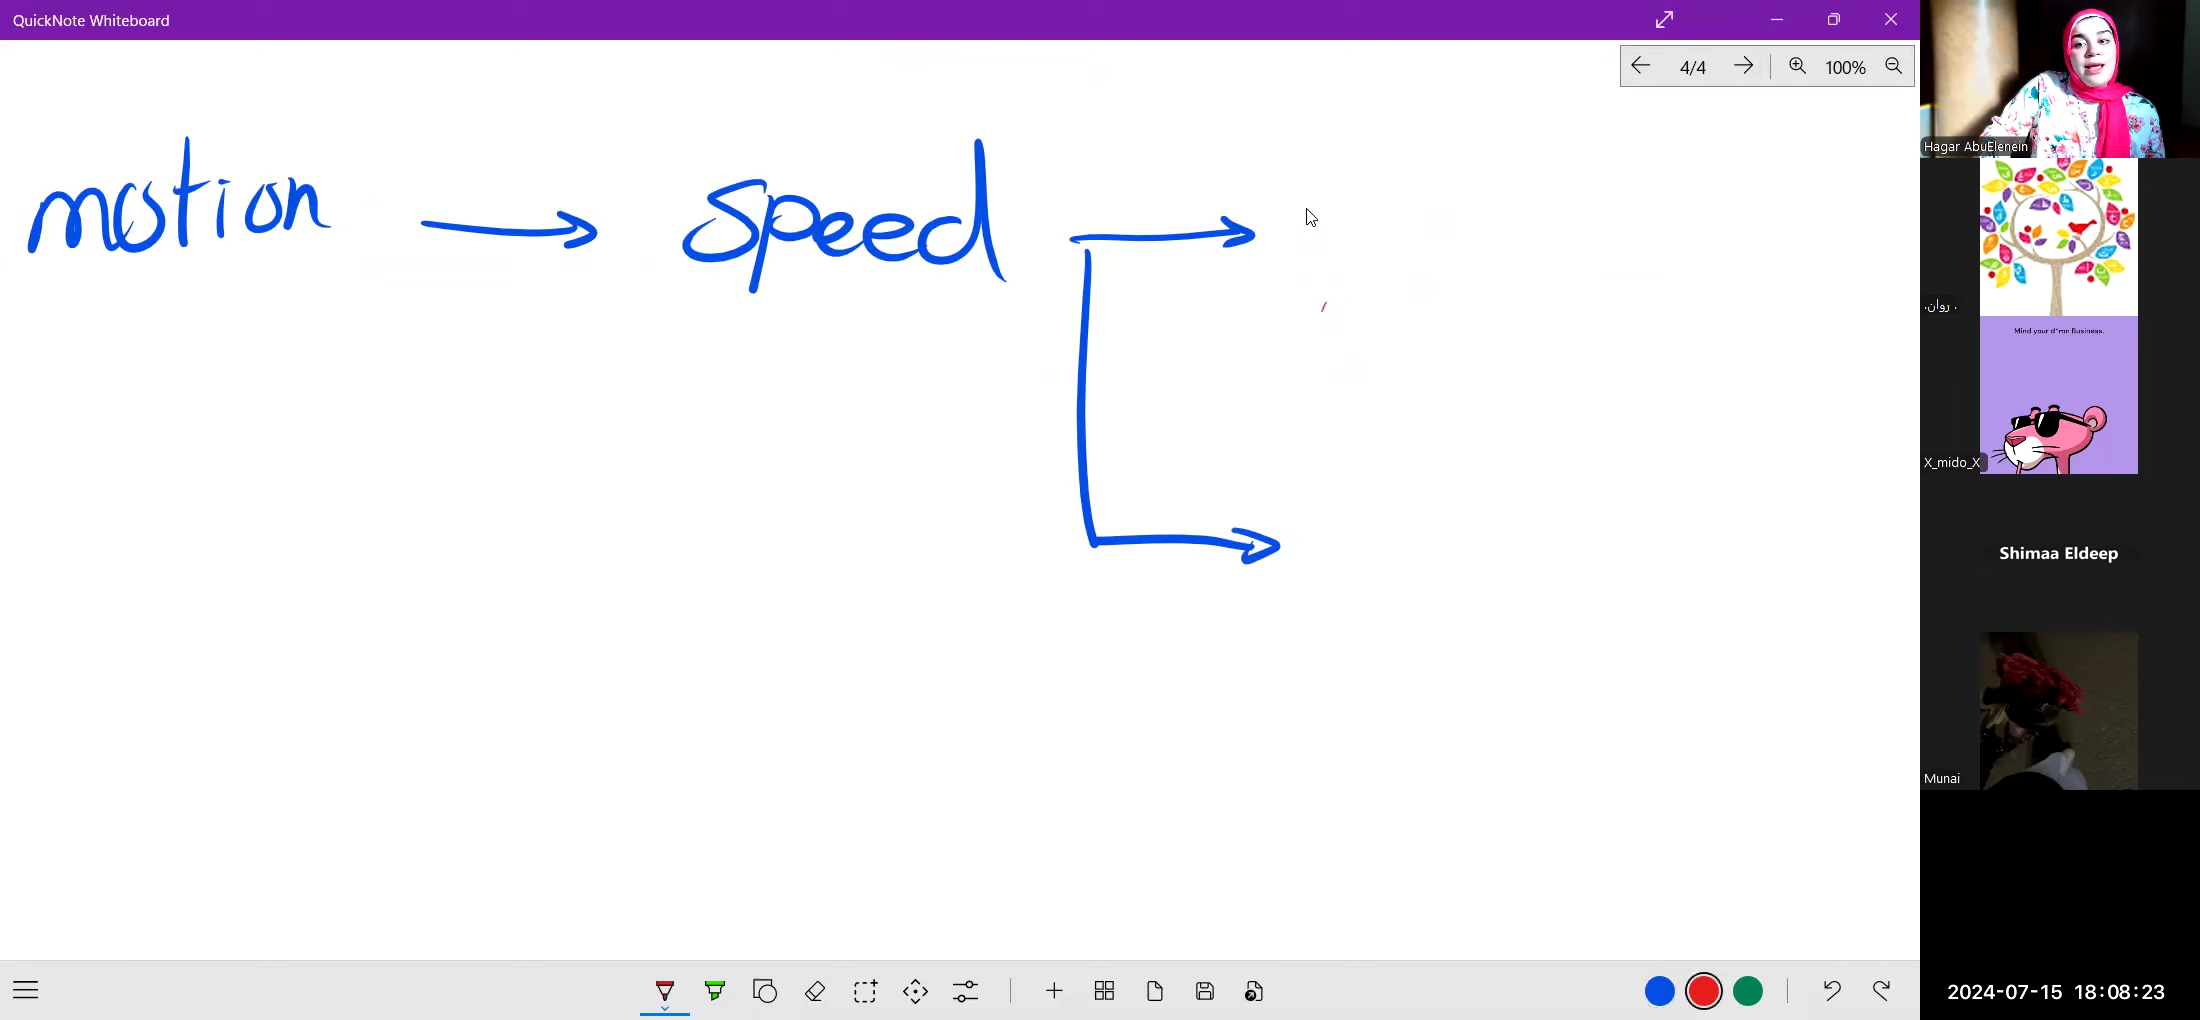 QuickNote Whiteboard
4/4 100%
motion → speed →
Hagar AbuElenein
. روان.
Mind your d*mn Business.
X_mido_X
Shimaa Eldeep
Munai
2024-07-15 18:08:23